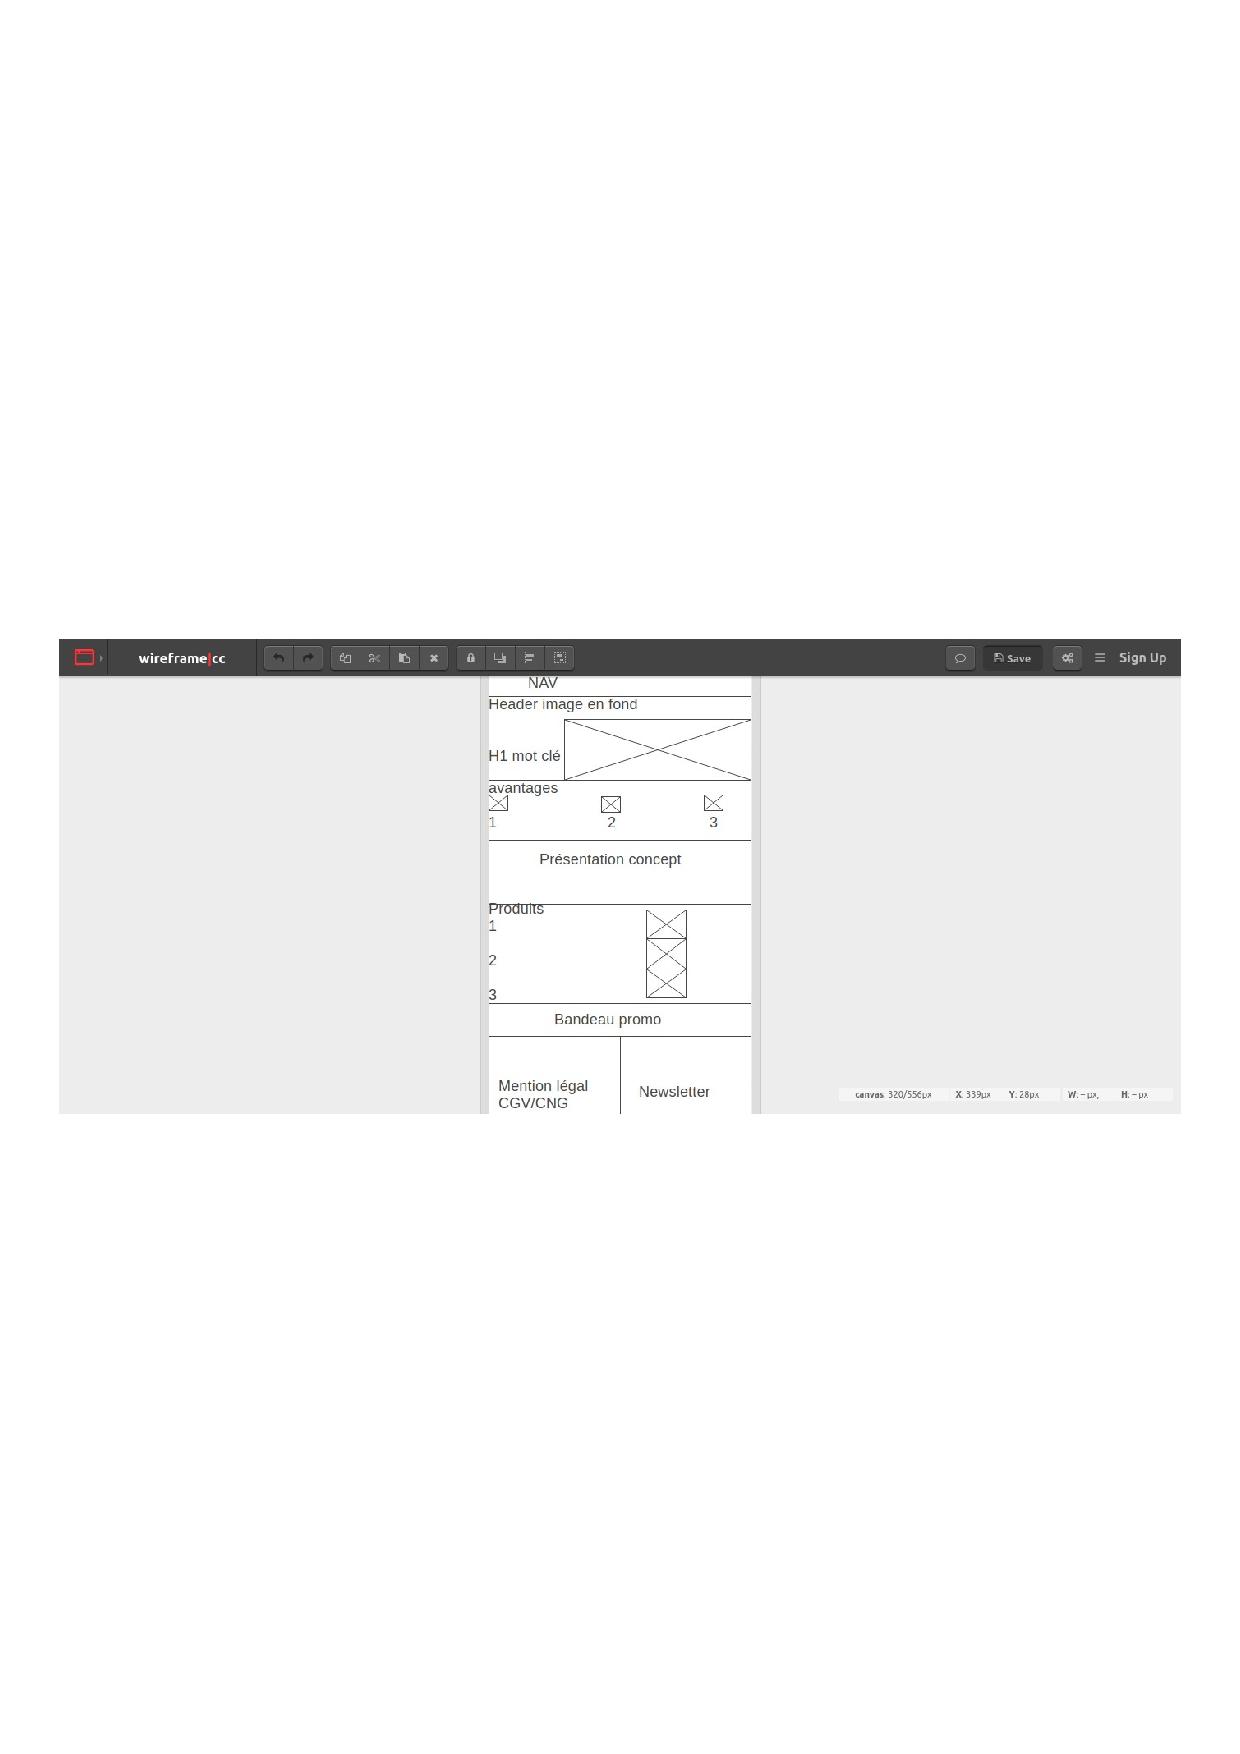 wireframe|cc
Save
Sign Up
NAV
Header image en fond
H1 mot clé
avantages
1 2 3
Présentation concept
Produits
1
2
3
Bandeau promo
Mention légal
CGV/CNG
Newsletter
canvas: 320/556px X: 339px Y: 28px W: – px, H: – px